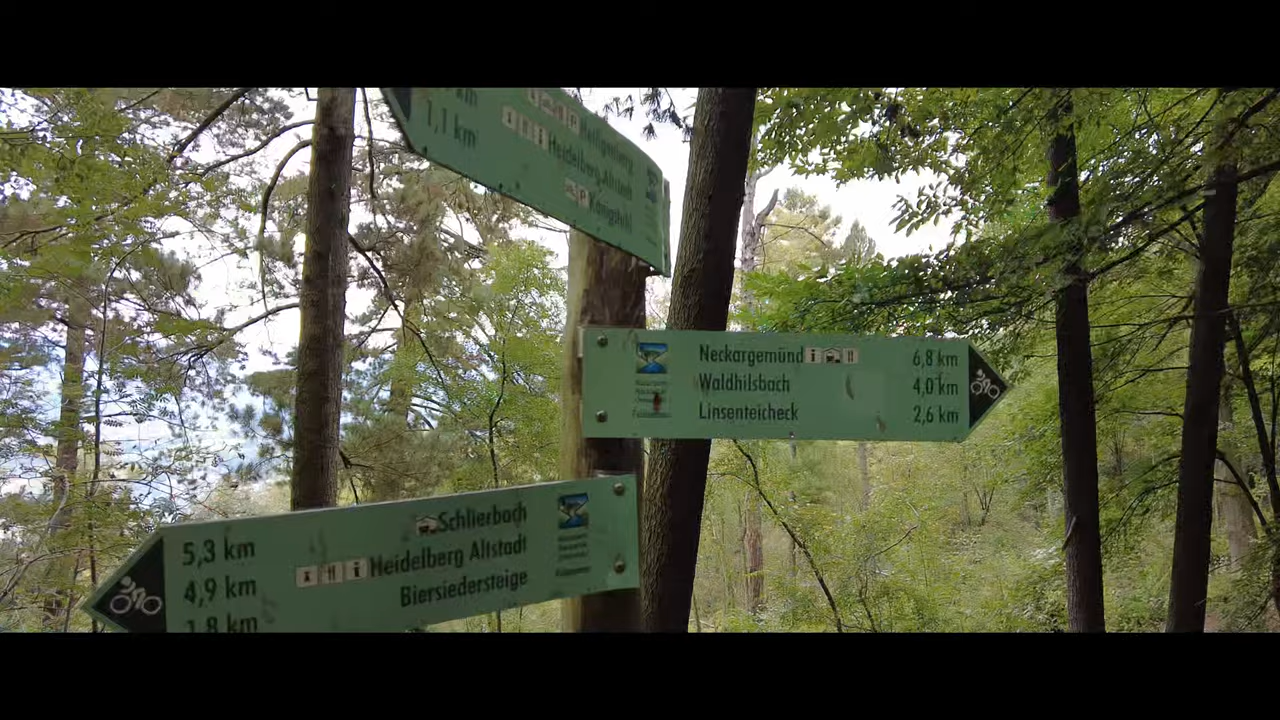 1,1 km Heiligenberg
Heidelberg Altstadt
Königstuhl
Neckargemünd 6,8 km
Waldhilsbach 4,0 km
Linsenteicheck 2,6 km
5,3 km Schlierbach
4,9 km Heidelberg Altstadt
1,8 km Biersiedersteige